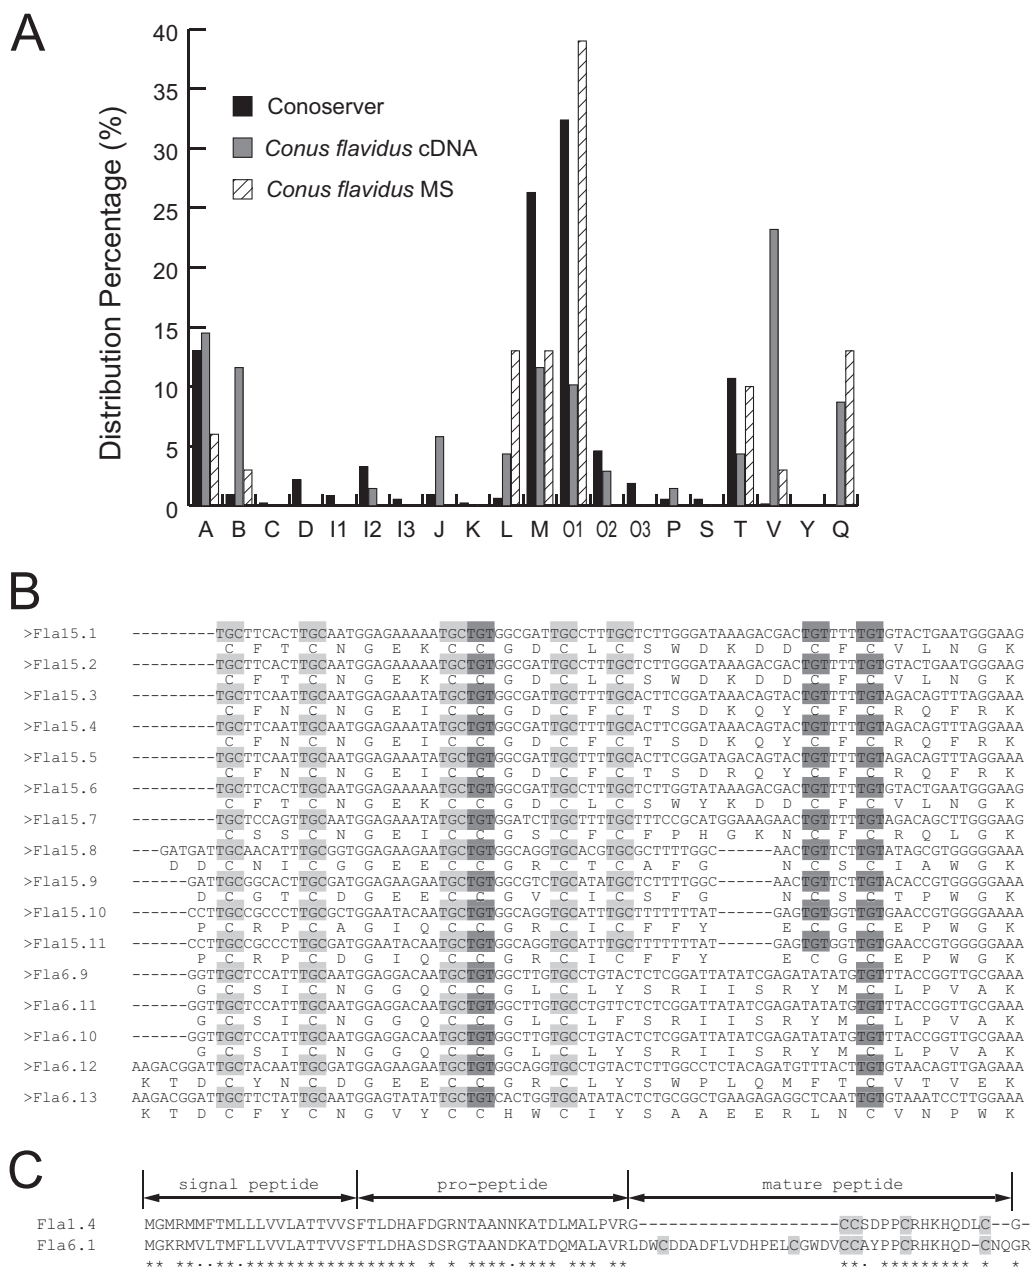 A
40
35
30
25
20
15
10
5
0
Distribution Percentage (%)
Conoserver
Conus flavidus cDNA
Conus flavidus MS
A B C D I1 I2 I3 J K L M O1 O2 O3 P S T V Y Q
B
>Fla15.1 ---------TGCTTCACTTGCAATGGAGAAAAATGCTGTGGCGATTGCCTTTGCTCTTGGGATAAAGACGACTGTTTTTGTGTACTGAATGGGAAG
C F T C N G E K C C G D C L C S W D K D D C F C V L N G K
>Fla15.2 ---------TGCTTCACTTGCAATGGAGAAAAATGCTGTGGCGATTGCCTTTGCTCTTGGGATAAAGACGACTGTTTTTGTGTACTGAATGGGAAG
C F T C N G E K C C G D C L C S W D K D D C F C V L N G K
>Fla15.3 ---------TGCTTCAATTGCAATGGAGAAATATGCTGTGGCGATTGCTTTTGCACTTCGGATAAACAGTACTGTTTTTGTAGACAGTTTAGGAAA
C F N C N G E I C C G D C F C T S D K Q Y C F C R Q F R K
>Fla15.4 ---------TGCTTCAATTGCAATGGAGAAATATGCTGTGGCGATTGCTTTTGCACTTCGGATAAACAGTACTGTTTTTGTAGACAGTTTAGGAAA
C F N C N G E I C C G D C F C T S D K Q Y C F C R Q F R K
>Fla15.5 ---------TGCTTCAATTGCAATGGAGAAATATGCTGTGGCGATTGCTTTTGCACTTCGGATAGACAGTACTGTTTTTGTAGACAGTTTAGGAAA
C F N C N G E I C C G D C F C T S D R Q Y C F C R Q F R K
>Fla15.6 ---------TGCTTCACTTGCAATGGAGAAAAATGCTGTGGCGATTGCCTTTGCTCTTGGTATAAAGACGACTGTTTTTGTGTACTGAATGGGAAG
C F T C N G E K C C G D C L C S W Y K D D C F C V L N G K
>Fla15.7 ---------TGCTCCAGTTGCAATGGAGAAATATGCTGTGGATCTTGCTTTTGCTTTCCGCATGGAAAGAACTGTTTTTGTAGACAGCTTGGGAAG
C S S C N G E I C C G S C F C F P H G K N C F C R Q L G K
>Fla15.8 ---GATGATTGCAACATTTGCGGTGGAGAAGAATGCTGTGGCAGGTGCACGTGCGCTTTTGGC------AACTGTTCTTGTATAGCGTGGGGGAAA
D D C N I C G G E E C C G R C T C A F G N C S C I A W G K
>Fla15.9 ------GATTGCGGCACTTGCGATGGAGAAGAATGCTGTGGCGTCTGCATATGCTCTTTTGGC------AACTGTTCTTGTACACCGTGGGGGAAA
D C G T C D G E E C C G V C I C S F G N C S C T P W G K
>Fla15.10 ------CCTTGCCGCCCTTGCGCTGGAATACAATGCTGTGGCAGGTGCATTTGCTTTTTTTAT------GAGTGTGGTTGTGAACCGTGGGGAAAA
P C R P C A G I Q C C G R C I C F F Y E C G C E P W G K
>Fla15.11 ------CCTTGCCGCCCTTGCGATGGAATACAATGCTGTGGCAGGTGCATTTGCTTTTTTTAT------GAGTGTGGTTGTGAACCGTGGGGGAAA
P C R P C D G I Q C C G R C I C F F Y E C G C E P W G K
>Fla6.9 ------GGTTGCTCCATTTGCAATGGAGGACAATGCTGTGGCTTGTGCCTGTACTCTCGGATTATATCGAGATATATGTGTTTACCGGTTGCGAAA
G C S I C N G G Q C C G L C L Y S R I I S R Y M C L P V A K
>Fla6.11 ------GGTTGCTCCATTTGCAATGGAGGACAATGCTGTGGCTTGTGCCTGTTCTCTCGGATTATATCGAGATATATGTGTTTACCGGTTGCGAAA
G C S I C N G G Q C C G L C L F S R I I S R Y M C L P V A K
>Fla6.10 ------GGTTGCTCCATTTGCAATGGAGGACAATGCTGTGGCTTGTGCCTGTACTCTCGGATTATATCGAGATATATGTGTTTACCGGTTGCGAAA
G C S I C N G G Q C C G L C L Y S R I I S R Y M C L P V A K
>Fla6.12 AAGACGGATTGCTACAATTGCGATGGAGAAGAATGCTGTGGCAGGTGCCTGTACTCTTGGCCTCTACAGATGTTTACTTGTGTAACAGTTGAGAAA
K T D C Y N C D G E E C C G R C L Y S W P L Q M F T C V T V E K
>Fla6.13 AAGACGGATTGCTTCTATTGCAATGGAGTATATTGCTGTCACTGGTGCATATACTCTGCGGCTGAAGAGAGGCTCAATTGTGTAAATCCTTGGAAA
K T D C F Y C N G V Y C C H W C I Y S A A E E R L N C V N P W K
C
signal peptide pro-peptide mature peptide
Fla1.4 MGMRMMFTMLLLVVLATTVVSFTLDHAFDGRNTAANNKATDLMALPVRG-----------------------CCSDPPCRHKHQDLC--G-
Fla6.1 MGKRMVLTMFLLVVLATTVVSFTLDHASDSRGTAANDKATDQMALAVRLDWCDDADFLVDHPELCGWDVCCAYPPCRHKHQD-CNQGR
** **..**.*****************.* * ****.**** **** ** **. ********* * *